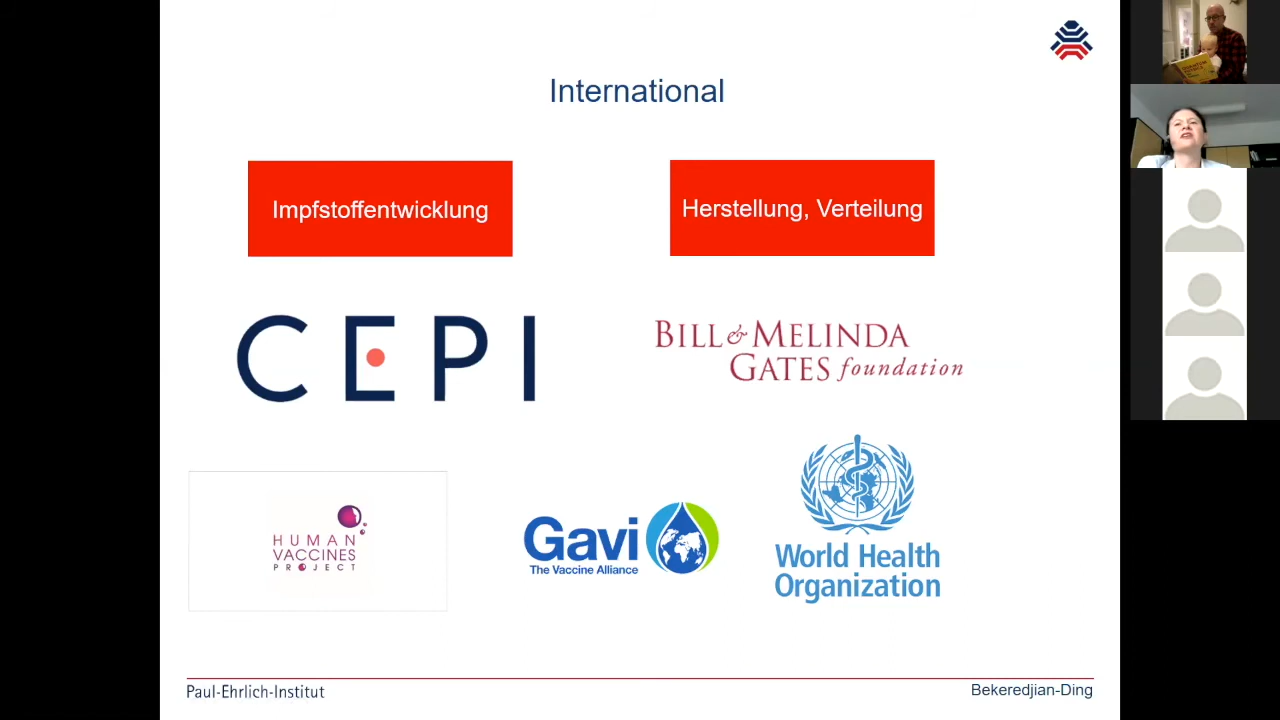 International
Impfstoffentwicklung
Herstellung, Verteilung
CEPI
BILL & MELINDA
GATES foundation
HUMAN
VACCINES
PROJECT
Gavi
The Vaccine Alliance
World Health
Organization
Paul-Ehrlich-Institut
Bekeredjian-Ding